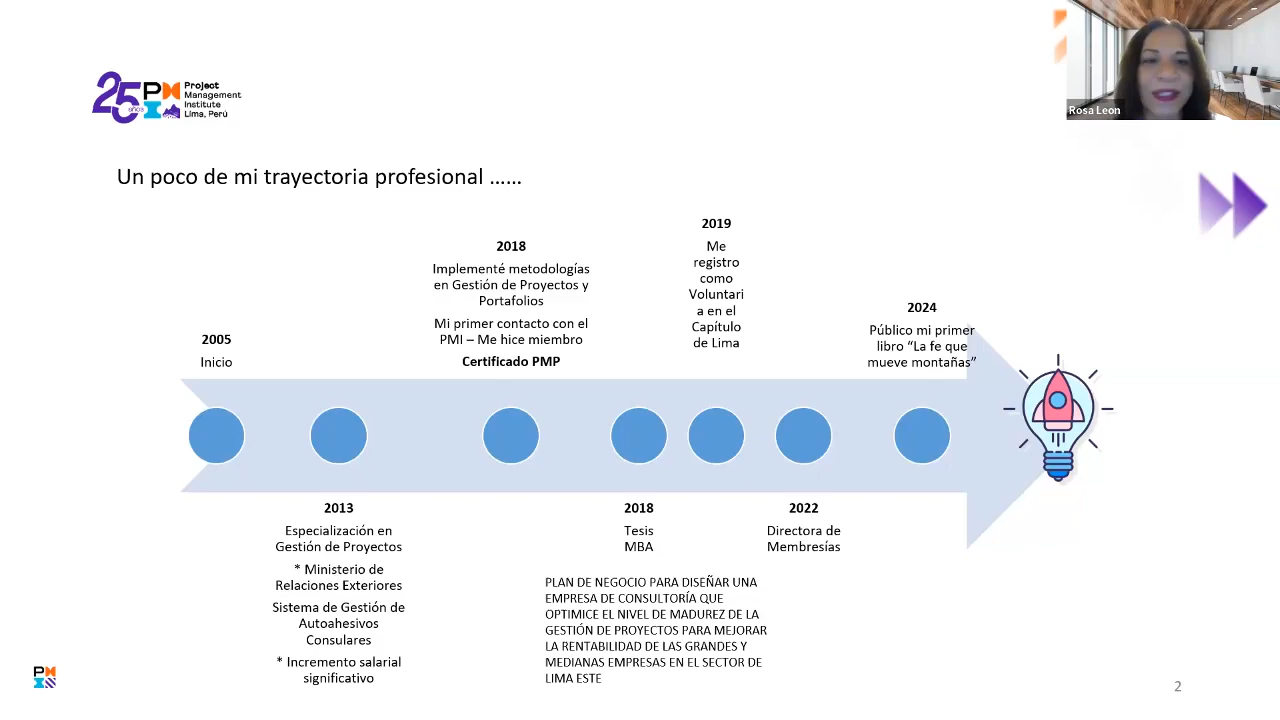 25 años
PMI
Project
Management
Institute
Lima, Perú
Rosa Leon
Un poco de mi trayectoria profesional ……
2005
Inicio
2013
Especialización en
Gestión de Proyectos
* Ministerio de
Relaciones Exteriores
Sistema de Gestión de
Autoahesivos
Consulares
* Incremento salarial
significativo
2018
Implementé metodologías
en Gestión de Proyectos y
Portafolios
Mi primer contacto con el
PMI – Me hice miembro
Certificado PMP
2018
Tesis
MBA
PLAN DE NEGOCIO PARA DISEÑAR UNA
EMPRESA DE CONSULTORÍA QUE
OPTIMICE EL NIVEL DE MADUREZ DE LA
GESTIÓN DE PROYECTOS PARA MEJORAR
LA RENTABILIDAD DE LAS GRANDES Y
MEDIANAS EMPRESAS EN EL SECTOR DE
LIMA ESTE
2019
Me
registro
como
Voluntari
a en el
Capítulo
de Lima
2022
Directora de
Membresías
2024
Público mi primer
libro “La fe que
mueve montañas”
2